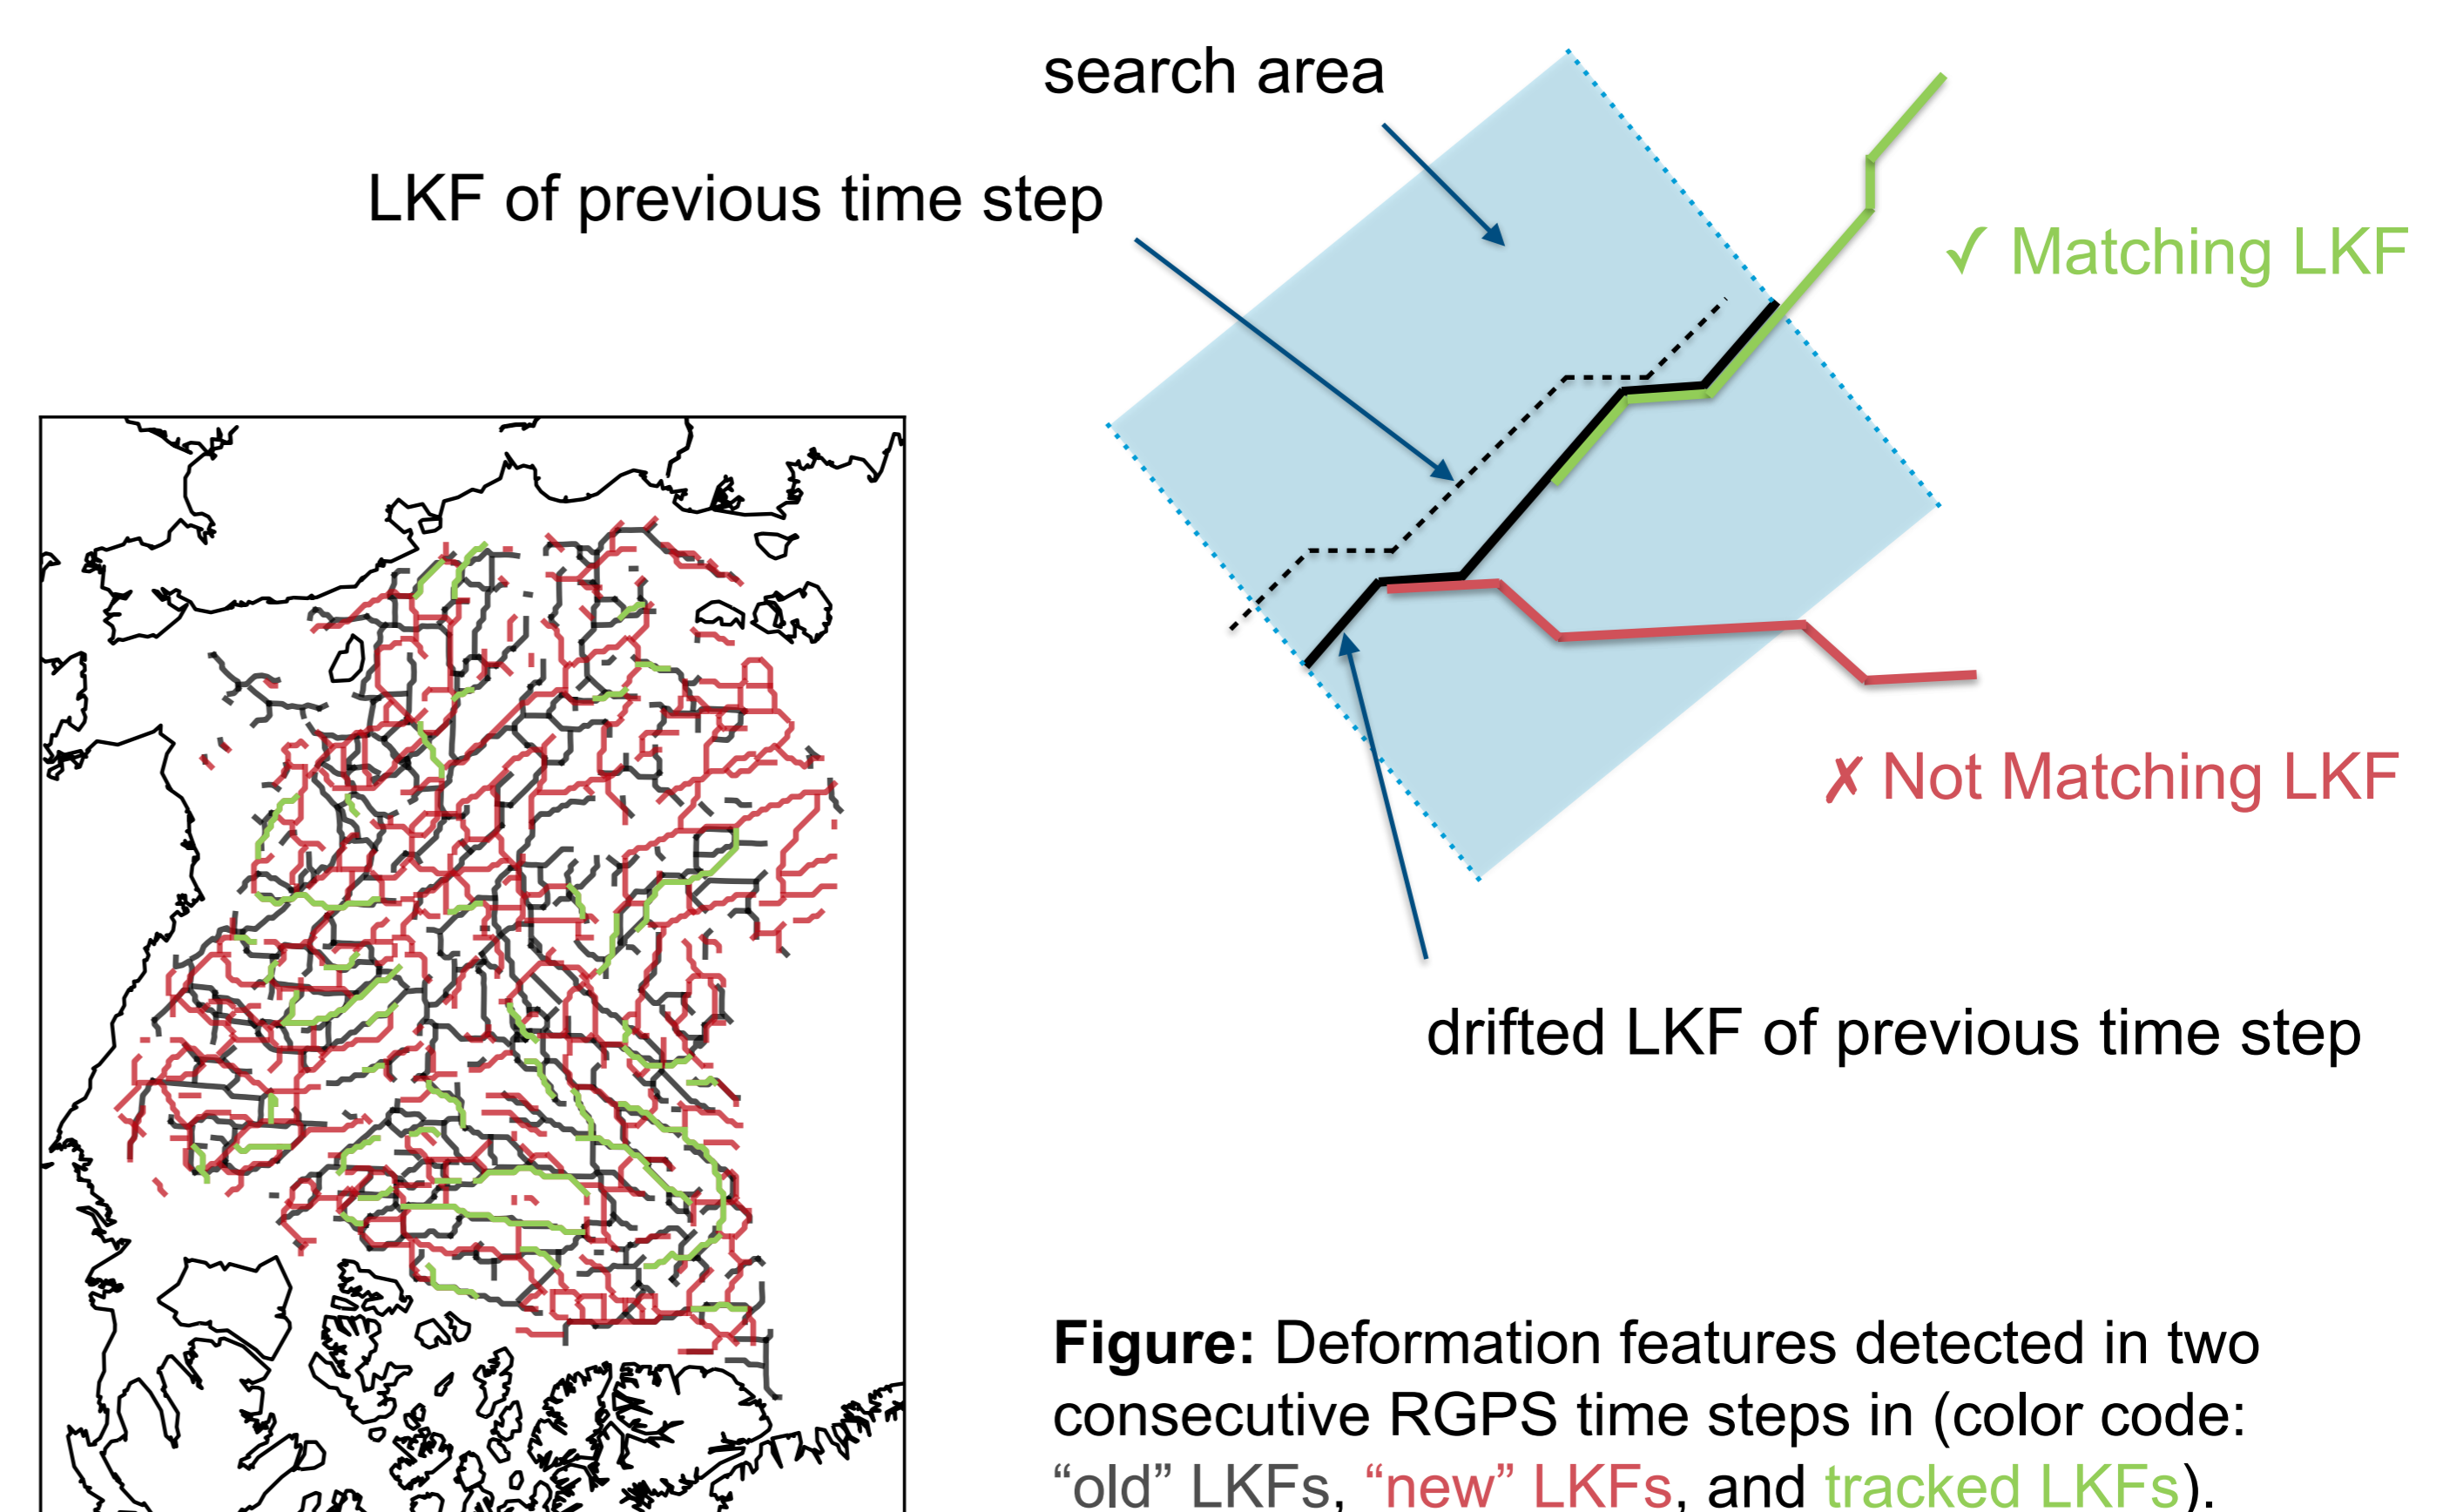 search area
LKF of previous time step
✓ Matching LKF
✗ Not Matching LKF
drifted LKF of previous time step
Figure: Deformation features detected in two
consecutive RGPS time steps in (color code:
“old” LKFs, “new” LKFs, and tracked LKFs).